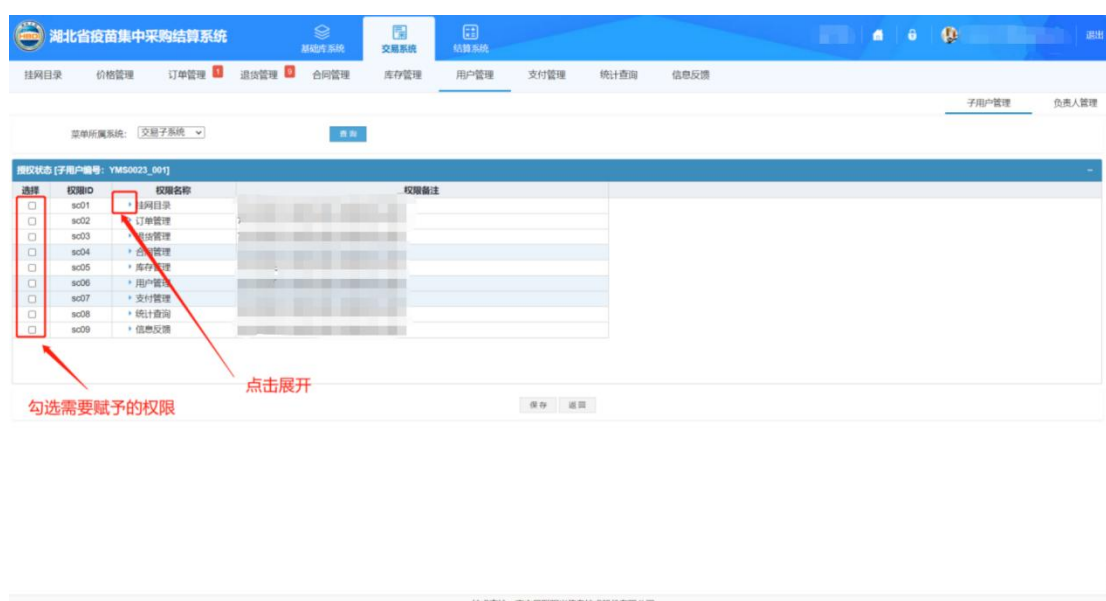 湖北省疫苗集中采购结算系统
基础库系统 交易系统 结算系统 退出
挂网目录 价格管理 订单管理 1 退货管理 9 合同管理 库存管理 用户管理 支付管理 统计查询 信息反馈
子用户管理 负责人管理
菜单所属系统: 交易子系统 查询
授权状态 [子用户编号: YMS0023_001]
选择 权限ID 权限名称 权限备注
sc01 挂网目录
sc02 订单管理
sc03 退货管理
sc04 合同管理
sc05 库存管理
sc06 用户管理
sc07 支付管理
sc08 统计查询
sc09 信息反馈
点击展开
勾选需要赋予的权限
保存 返回